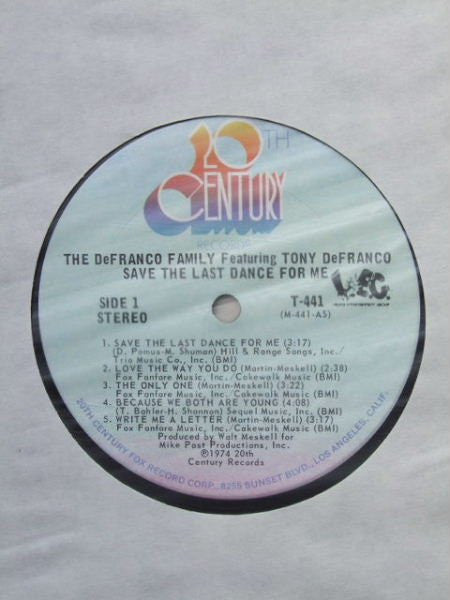 20TH
CENTURY
RECORDS
THE DeFRANCO FAMILY Featuring TONY DeFRANCO
SAVE THE LAST DANCE FOR ME
SIDE 1
STEREO
T-441
(M-441-A5)
1. SAVE THE LAST DANCE FOR ME (3:17)
(D. Pomus-M. Shuman) Hill & Range Songs, Inc./
Trio Music Co., Inc. (BMI)
2. LOVE THE WAY YOU DO (Martin-Meskell) (2:38)
Fox Fanfare Music, Inc./Cakewalk Music (BMI)
3. THE ONLY ONE (Martin-Meskell) (3:22)
Fox Fanfare Music, Inc./Cakewalk Music (BMI)
4. BECAUSE WE BOTH ARE YOUNG (4:08)
(T. Bahler-H. Shannon) Sequel Music, Inc. (BMI)
5. WRITE ME A LETTER (Martin-Meskell) (3:17)
Fox Fanfare Music, Inc./Cakewalk Music (BMI)
Produced by Walt Meskell for
Mike Post Productions, Inc.
Ⓟ1974 20th
Century Records
20TH CENTURY FOX RECORD CORP., 8255 SUNSET BLVD., LOS ANGELES, CALIF.